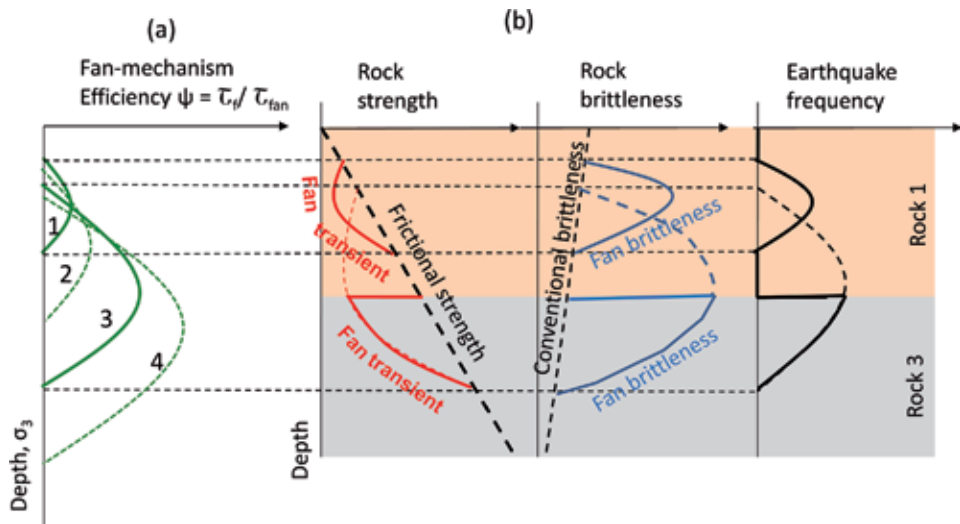 (a)
Fan-mechanism
Efficiency ψ = τf/ τfan
1
2
3
4
Depth, σ3
(b)
Rock
strength
Rock
brittleness
Earthquake
frequency
Fan
transient
Frictional strength
Fan transient
Depth
Conventional brittleness
Fan brittleness
Fan brittleness
Rock 1
Rock 3